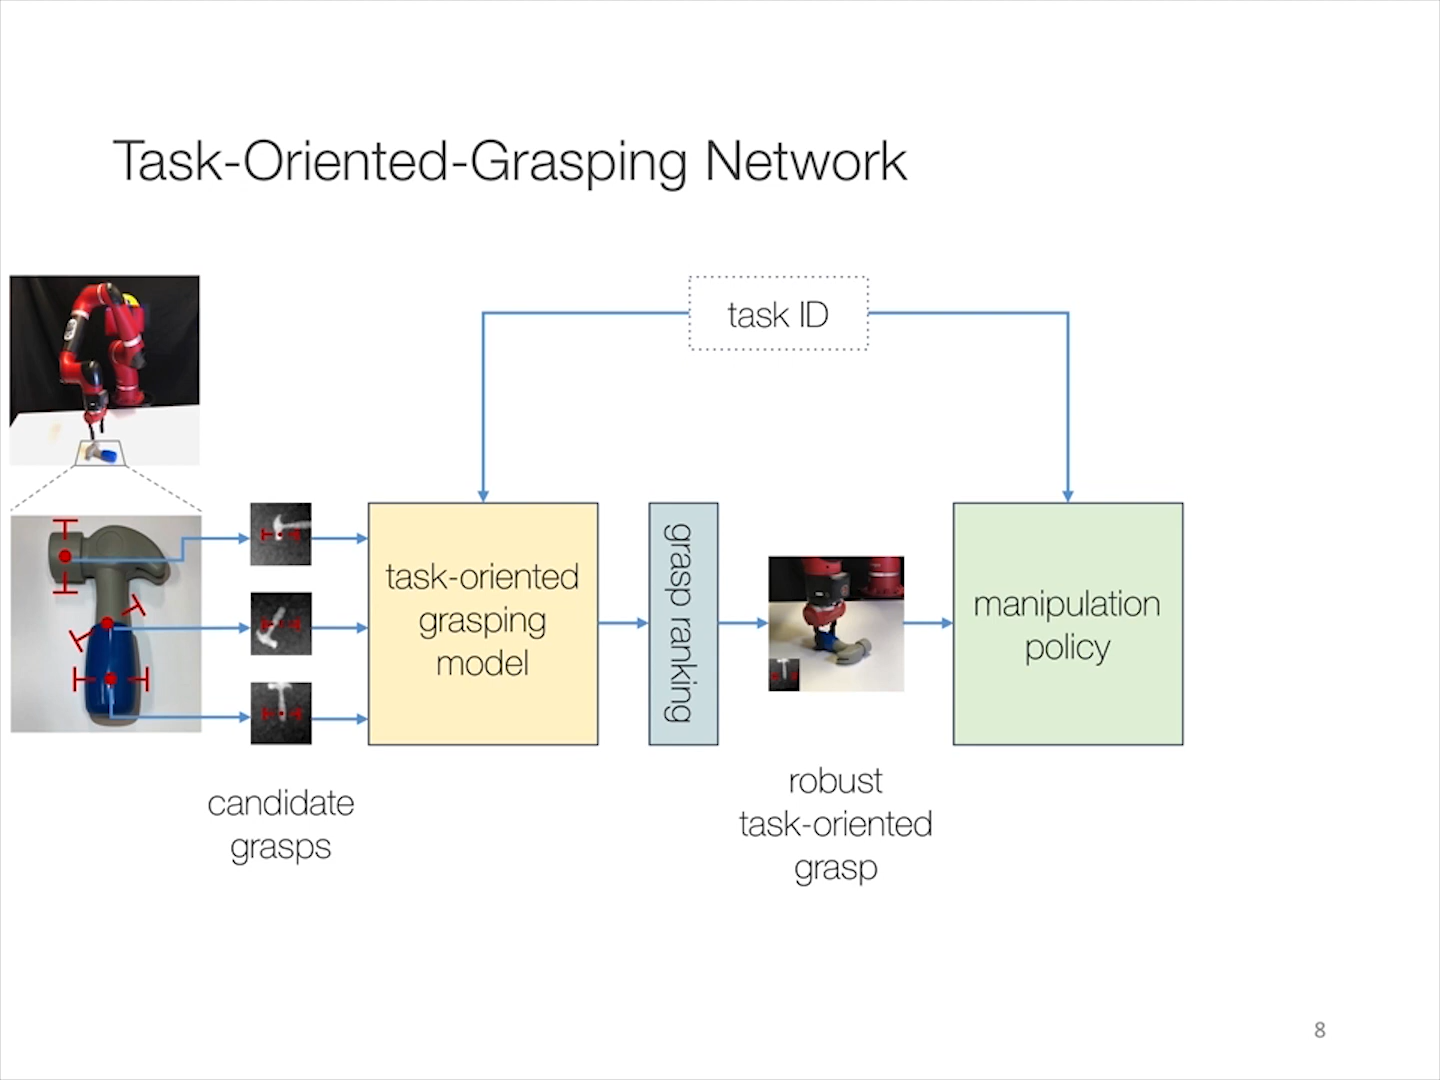 Task-Oriented-Grasping Network
task ID
task-oriented
grasping
model
grasp ranking
manipulation
policy
candidate
grasps
robust
task-oriented
grasp
8